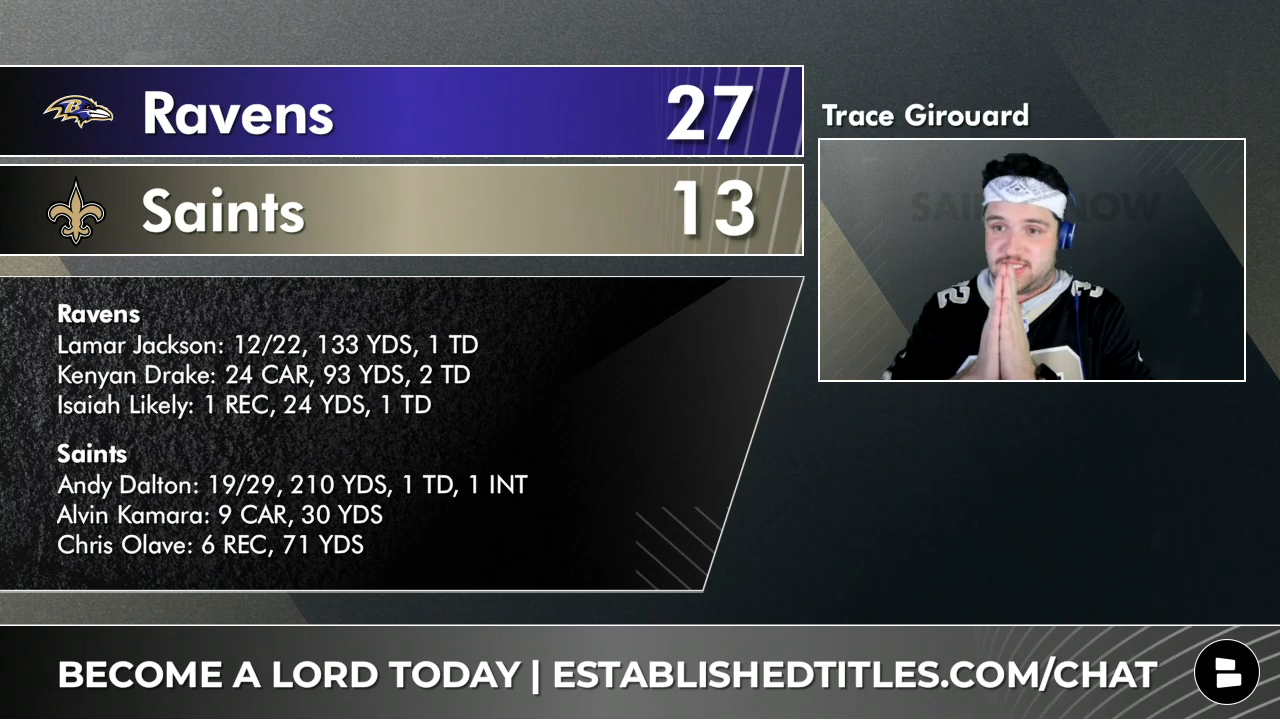 Ravens 27
Saints 13
Trace Girouard
Ravens
Lamar Jackson: 12/22, 133 YDS, 1 TD
Kenyan Drake: 24 CAR, 93 YDS, 2 TD
Isaiah Likely: 1 REC, 24 YDS, 1 TD
Saints
Andy Dalton: 19/29, 210 YDS, 1 TD, 1 INT
Alvin Kamara: 9 CAR, 30 YDS
Chris Olave: 6 REC, 71 YDS
BECOME A LORD TODAY | ESTABLISHEDTITLES.COM/CHAT